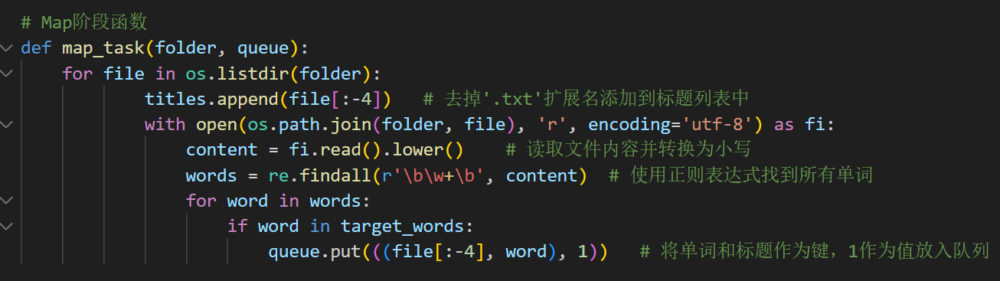 # Map阶段函数
def map_task(folder, queue):
    for file in os.listdir(folder):
            titles.append(file[:-4])   # 去掉'.txt'扩展名添加到标题列表中
            with open(os.path.join(folder, file), 'r', encoding='utf-8') as fi:
                content = fi.read().lower()    # 读取文件内容并转换为小写
                words = re.findall(r'\b\w+\b', content)  # 使用正则表达式找到所有单词
                for word in words:
                    if word in target_words:
                        queue.put(((file[:-4], word), 1))   # 将单词和标题作为键，1作为值放入队列